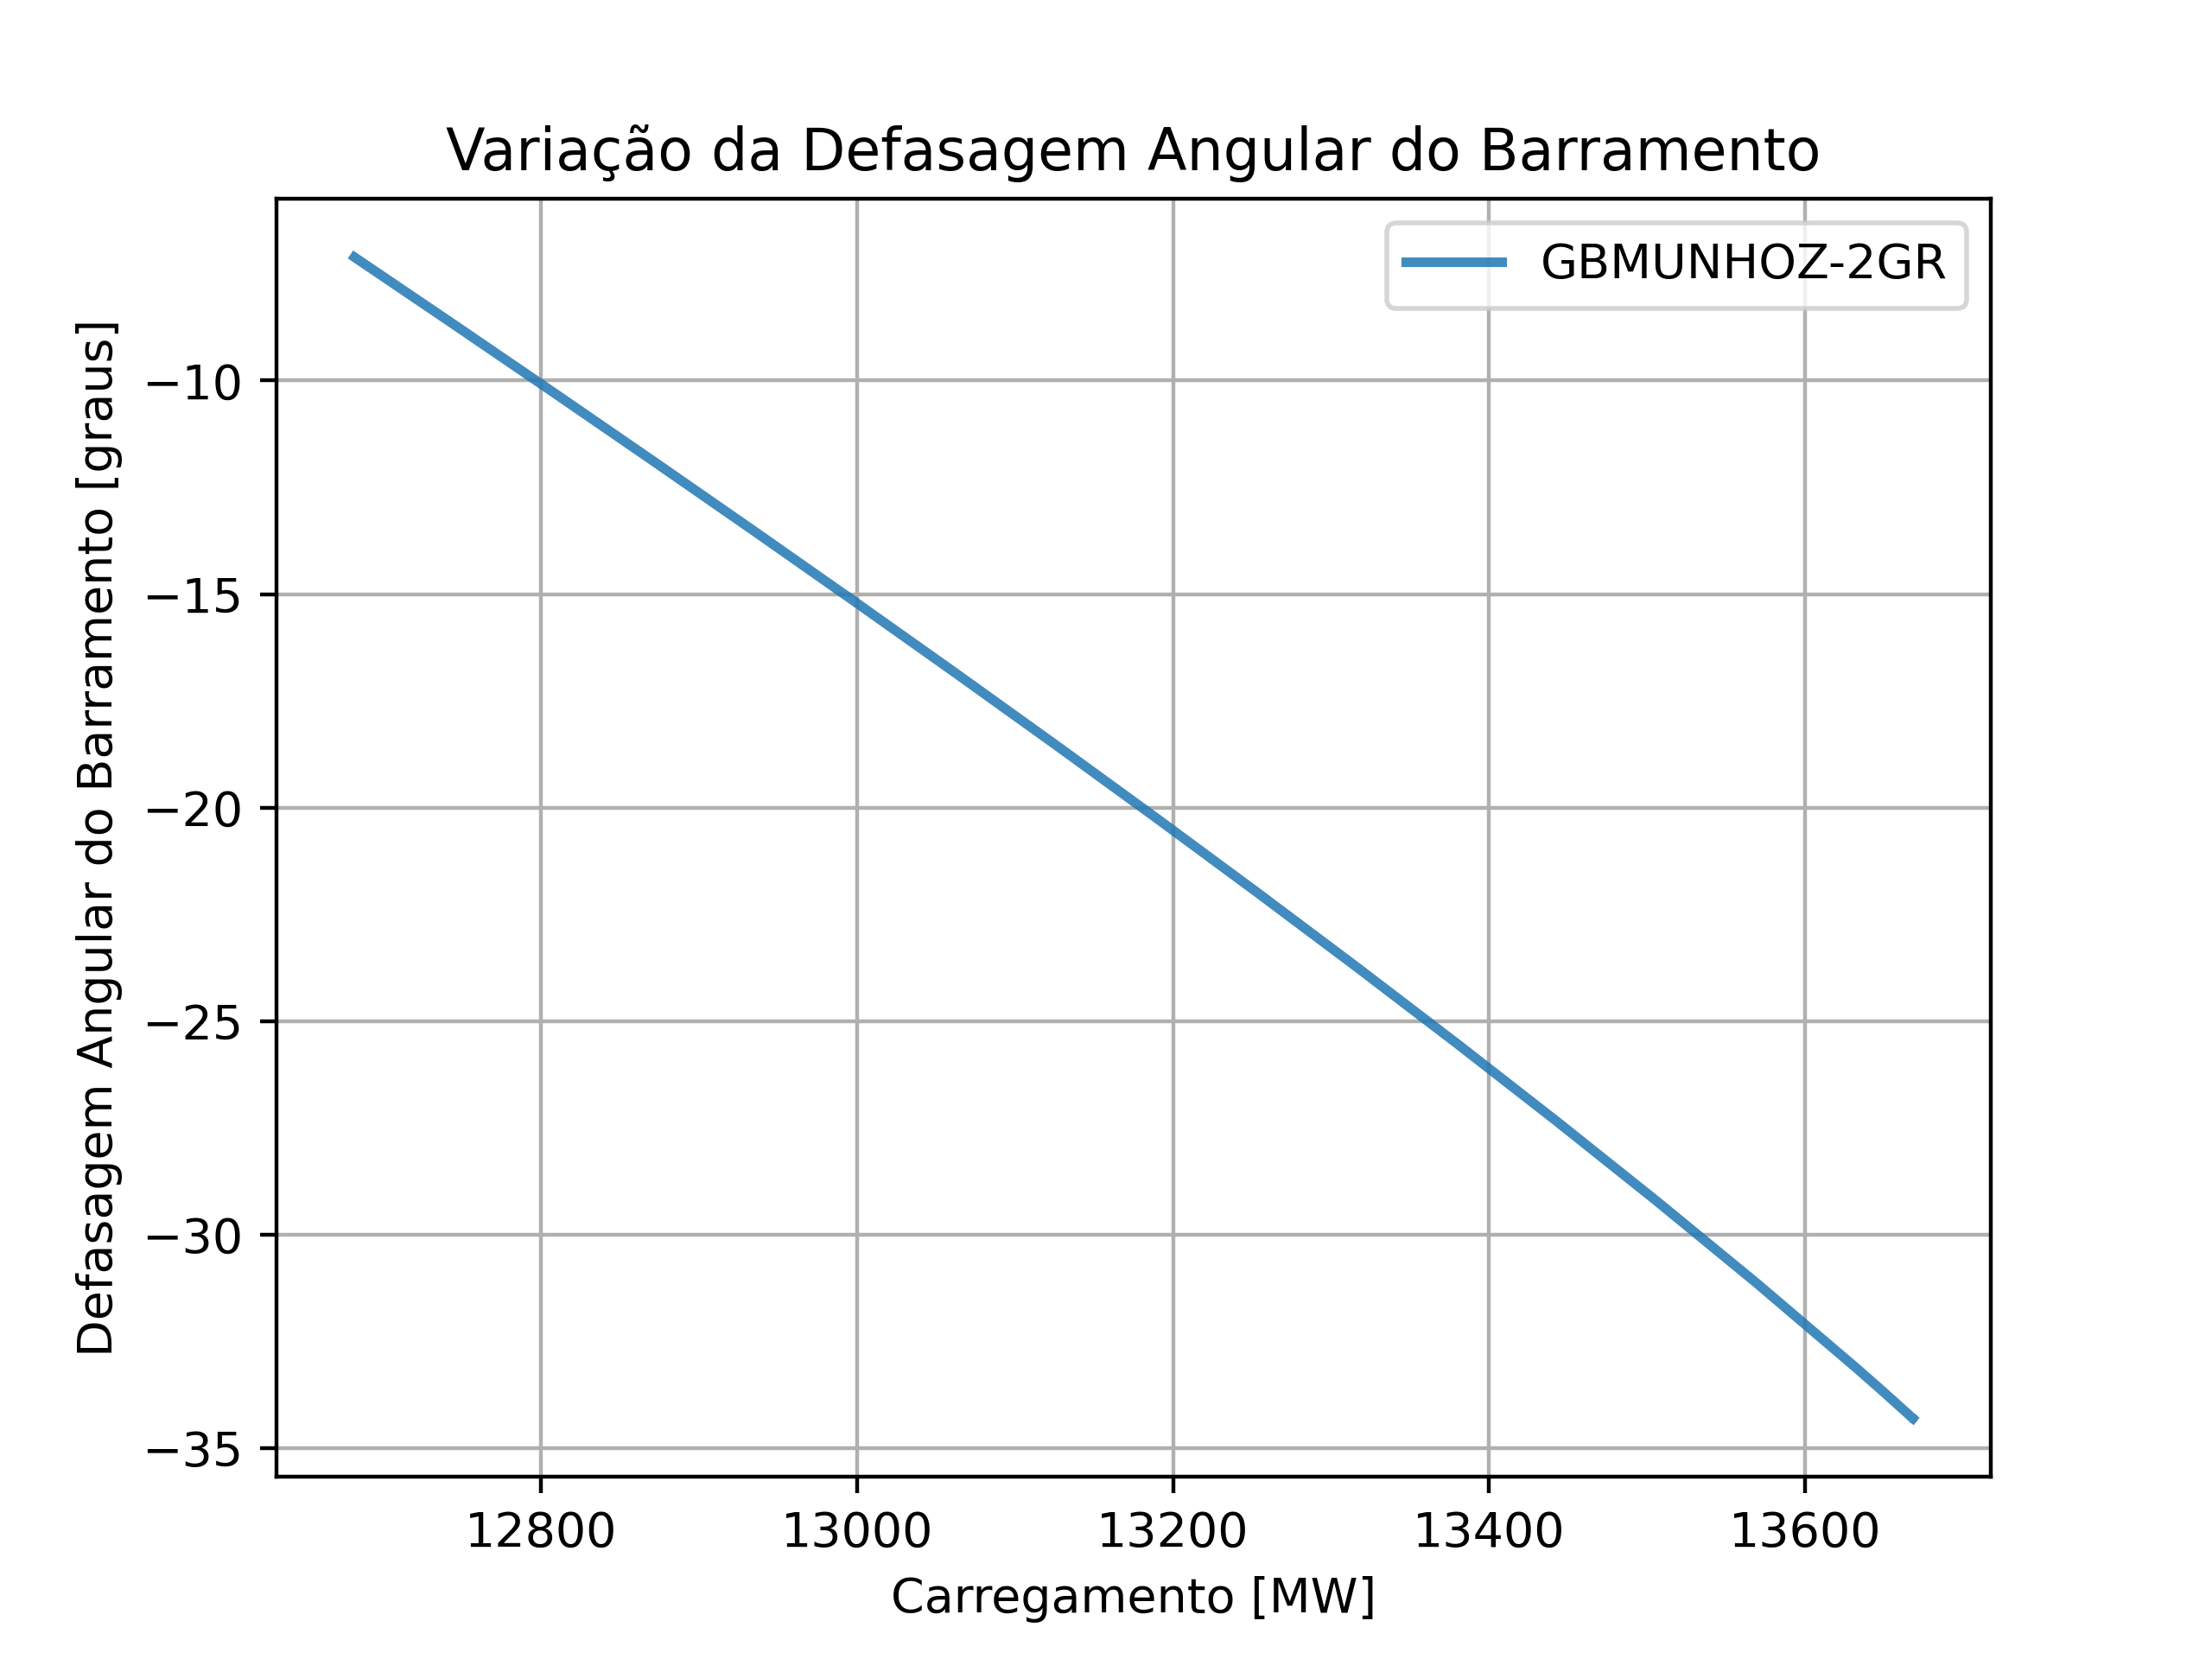 Variação da Defasagem Angular do Barramento
GBMUNHOZ-2GR
Defasagem Angular do Barramento [graus]
−10
−15
−20
−25
−30
−35
12800 13000 13200 13400 13600
Carregamento [MW]